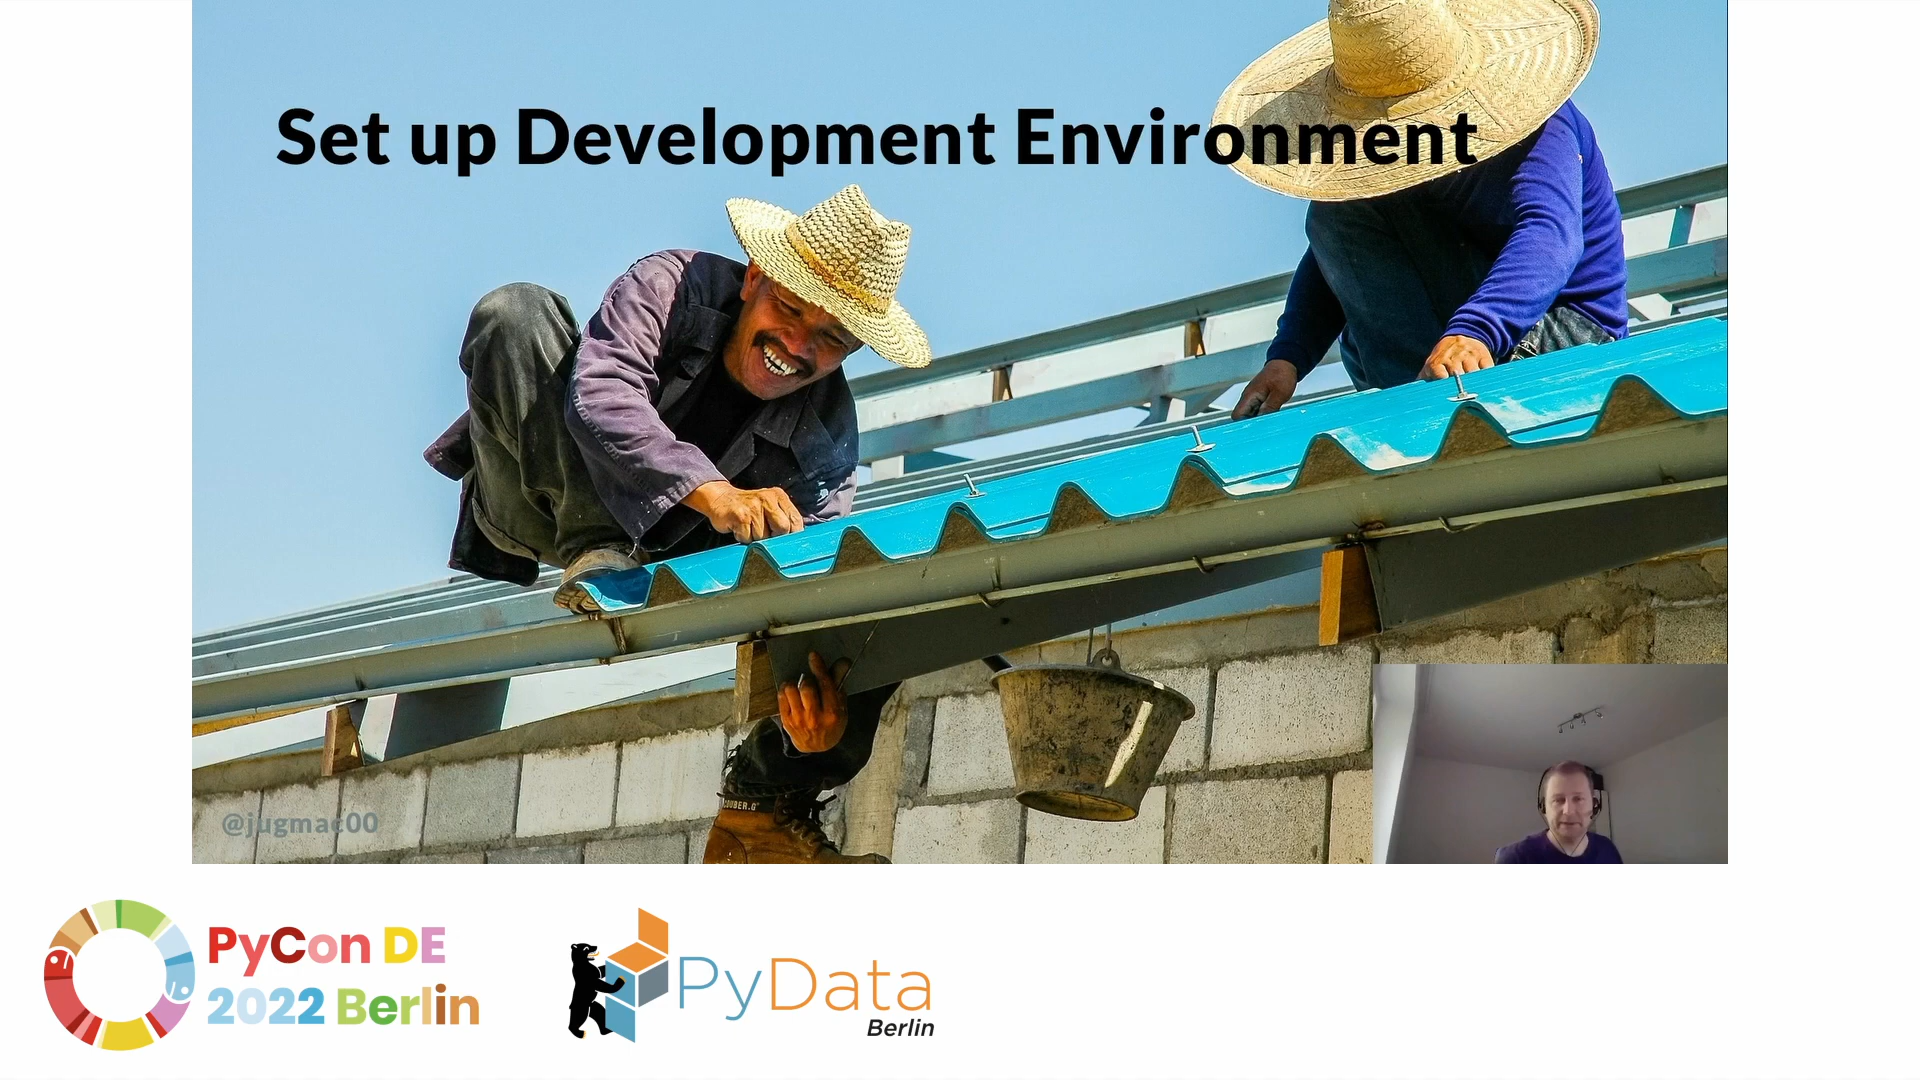 Set up Development Environment
@jugmac00
PyCon DE
2022 Berlin
PyData
Berlin